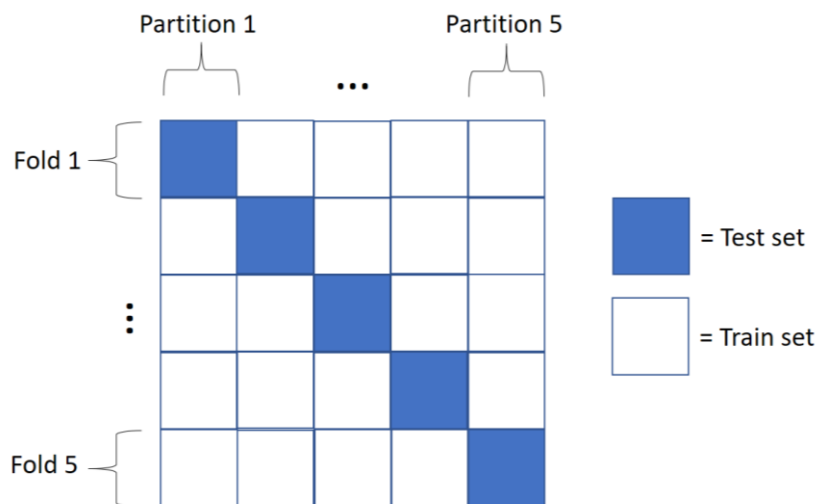 Partition 1
Partition 5
...
Fold 1
= Test set
⋮
= Train set
Fold 5